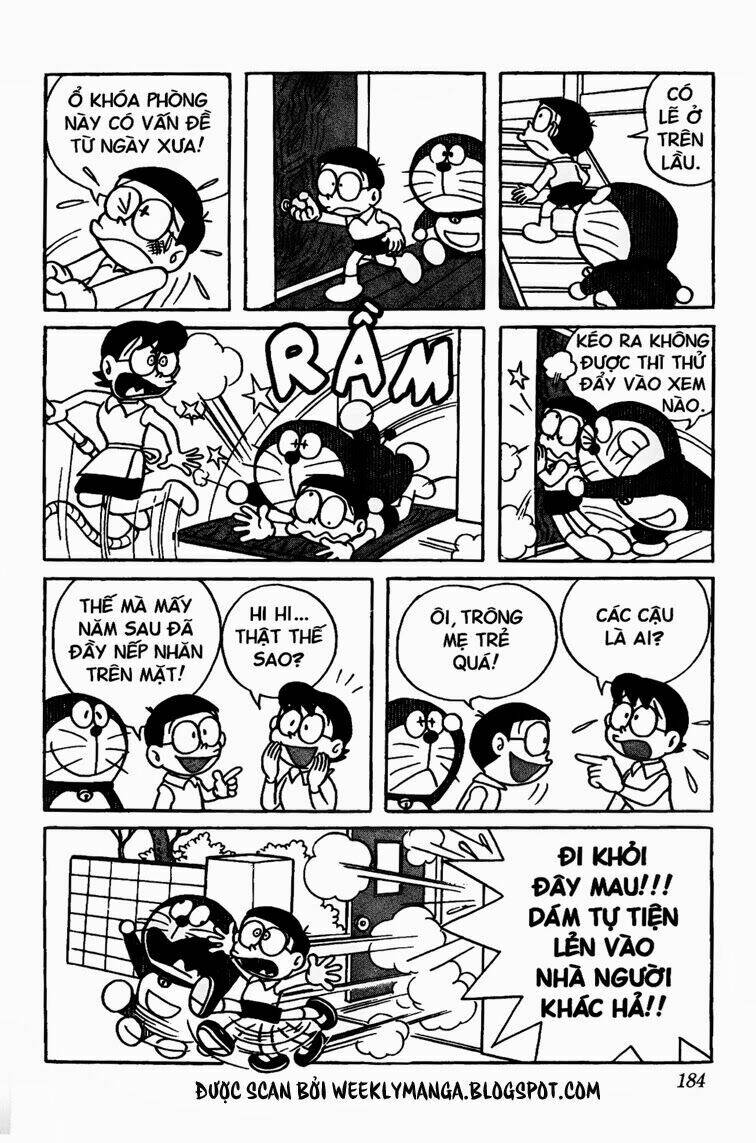 CÓ
LẼ Ở
TRÊN
LẦU.
Ổ KHÓA PHÒNG
NÀY CÓ VẤN ĐỀ
TỪ NGÀY XƯA!
KÉO RA KHÔNG
ĐƯỢC THÌ THỬ
ĐẨY VÀO XEM
NÀO.
RẦM
CÁC CẬU
LÀ AI?
ÔI, TRÔNG
MẸ TRẺ
QUÁ!
HI HI...
THẬT THẾ
SAO?
THẾ MÀ MẤY
NĂM SAU ĐÃ
ĐẦY NẾP NHĂN
TRÊN MẶT!
ĐI KHỎI
ĐÂY MAU!!!
DÁM TỰ TIỆN
LẺN VÀO
NHÀ NGƯỜI
KHÁC HẢ!!
184
ĐƯỢC SCAN BỞI WEEKLYMANGA.BLOGSPOT.COM